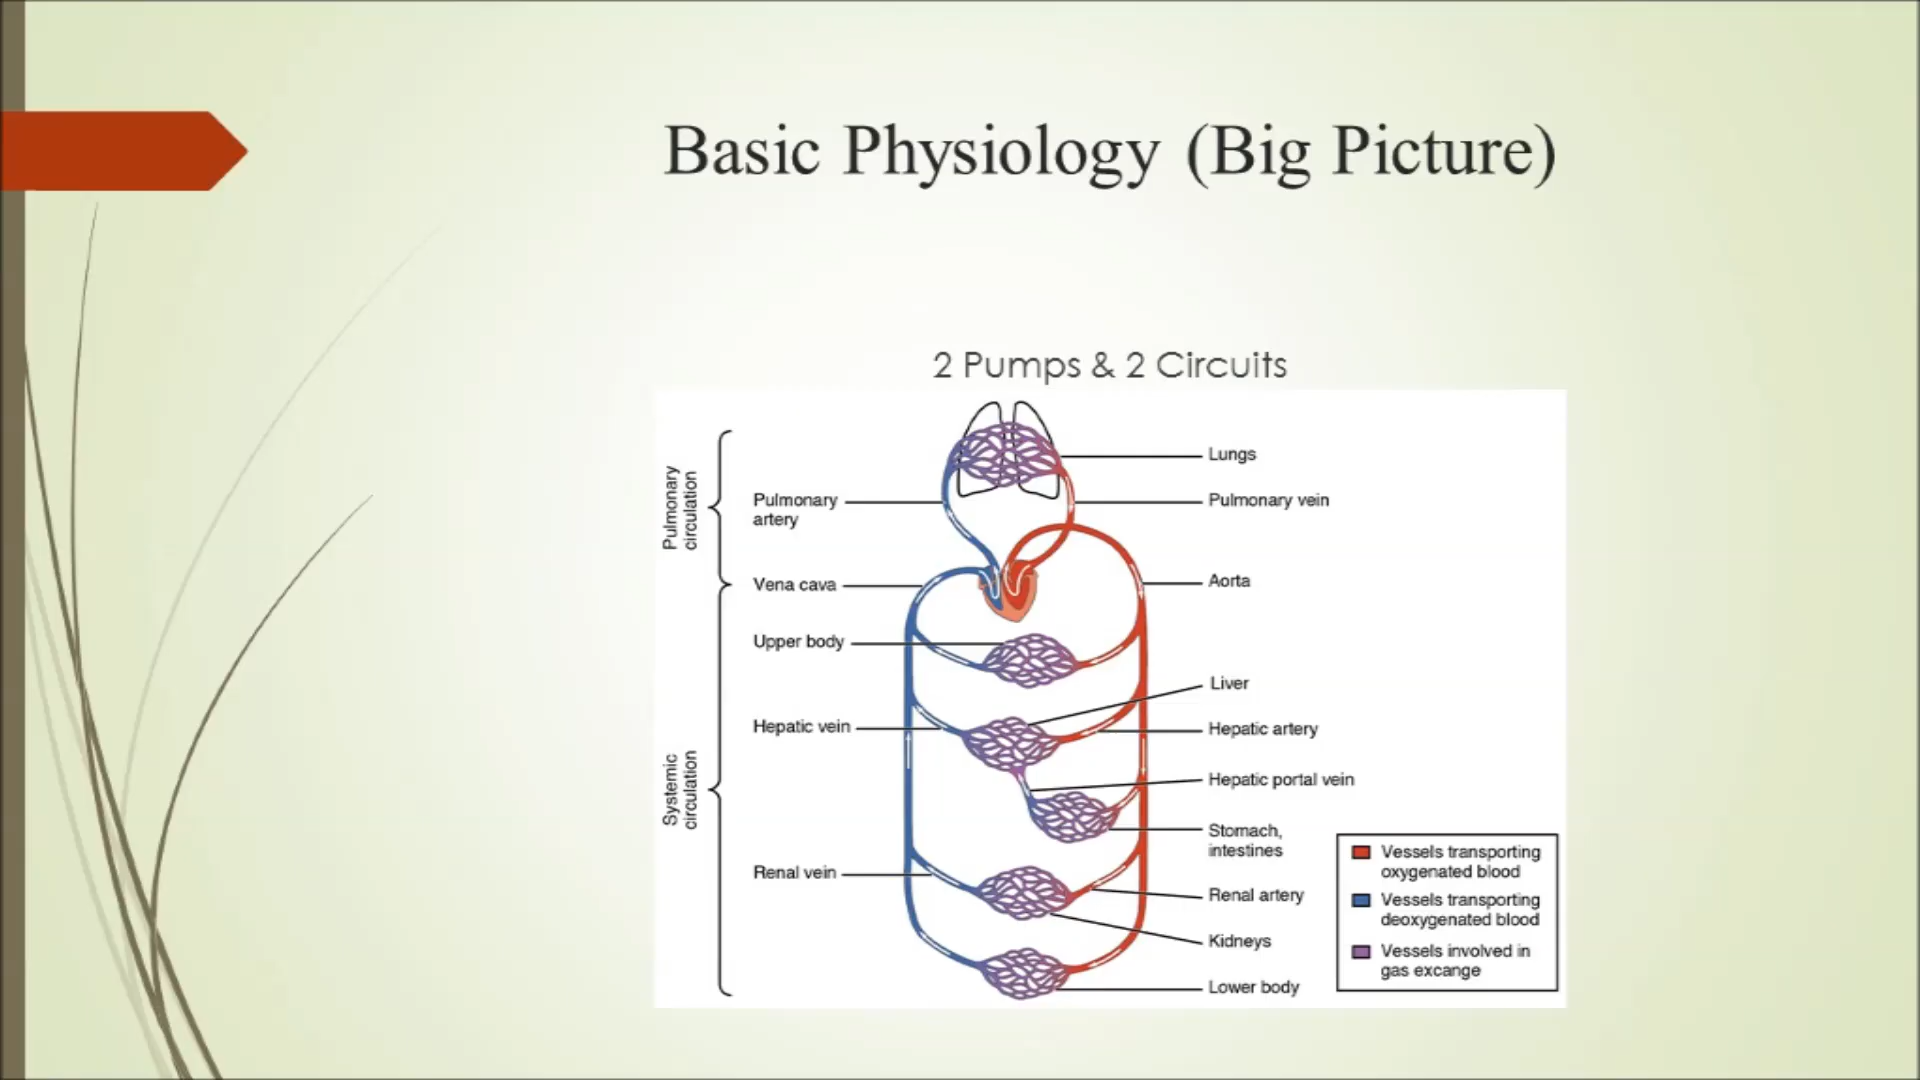 Basic Physiology (Big Picture)
2 Pumps & 2 Circuits
Pulmonary
circulation
Systemic
circulation
Pulmonary
artery
Vena cava
Upper body
Hepatic vein
Renal vein
Lungs
Pulmonary vein
Aorta
Liver
Hepatic artery
Hepatic portal vein
Stomach,
intestines
Renal artery
Kidneys
Lower body
Vessels transporting
oxygenated blood
Vessels transporting
deoxygenated blood
Vessels involved in
gas excange